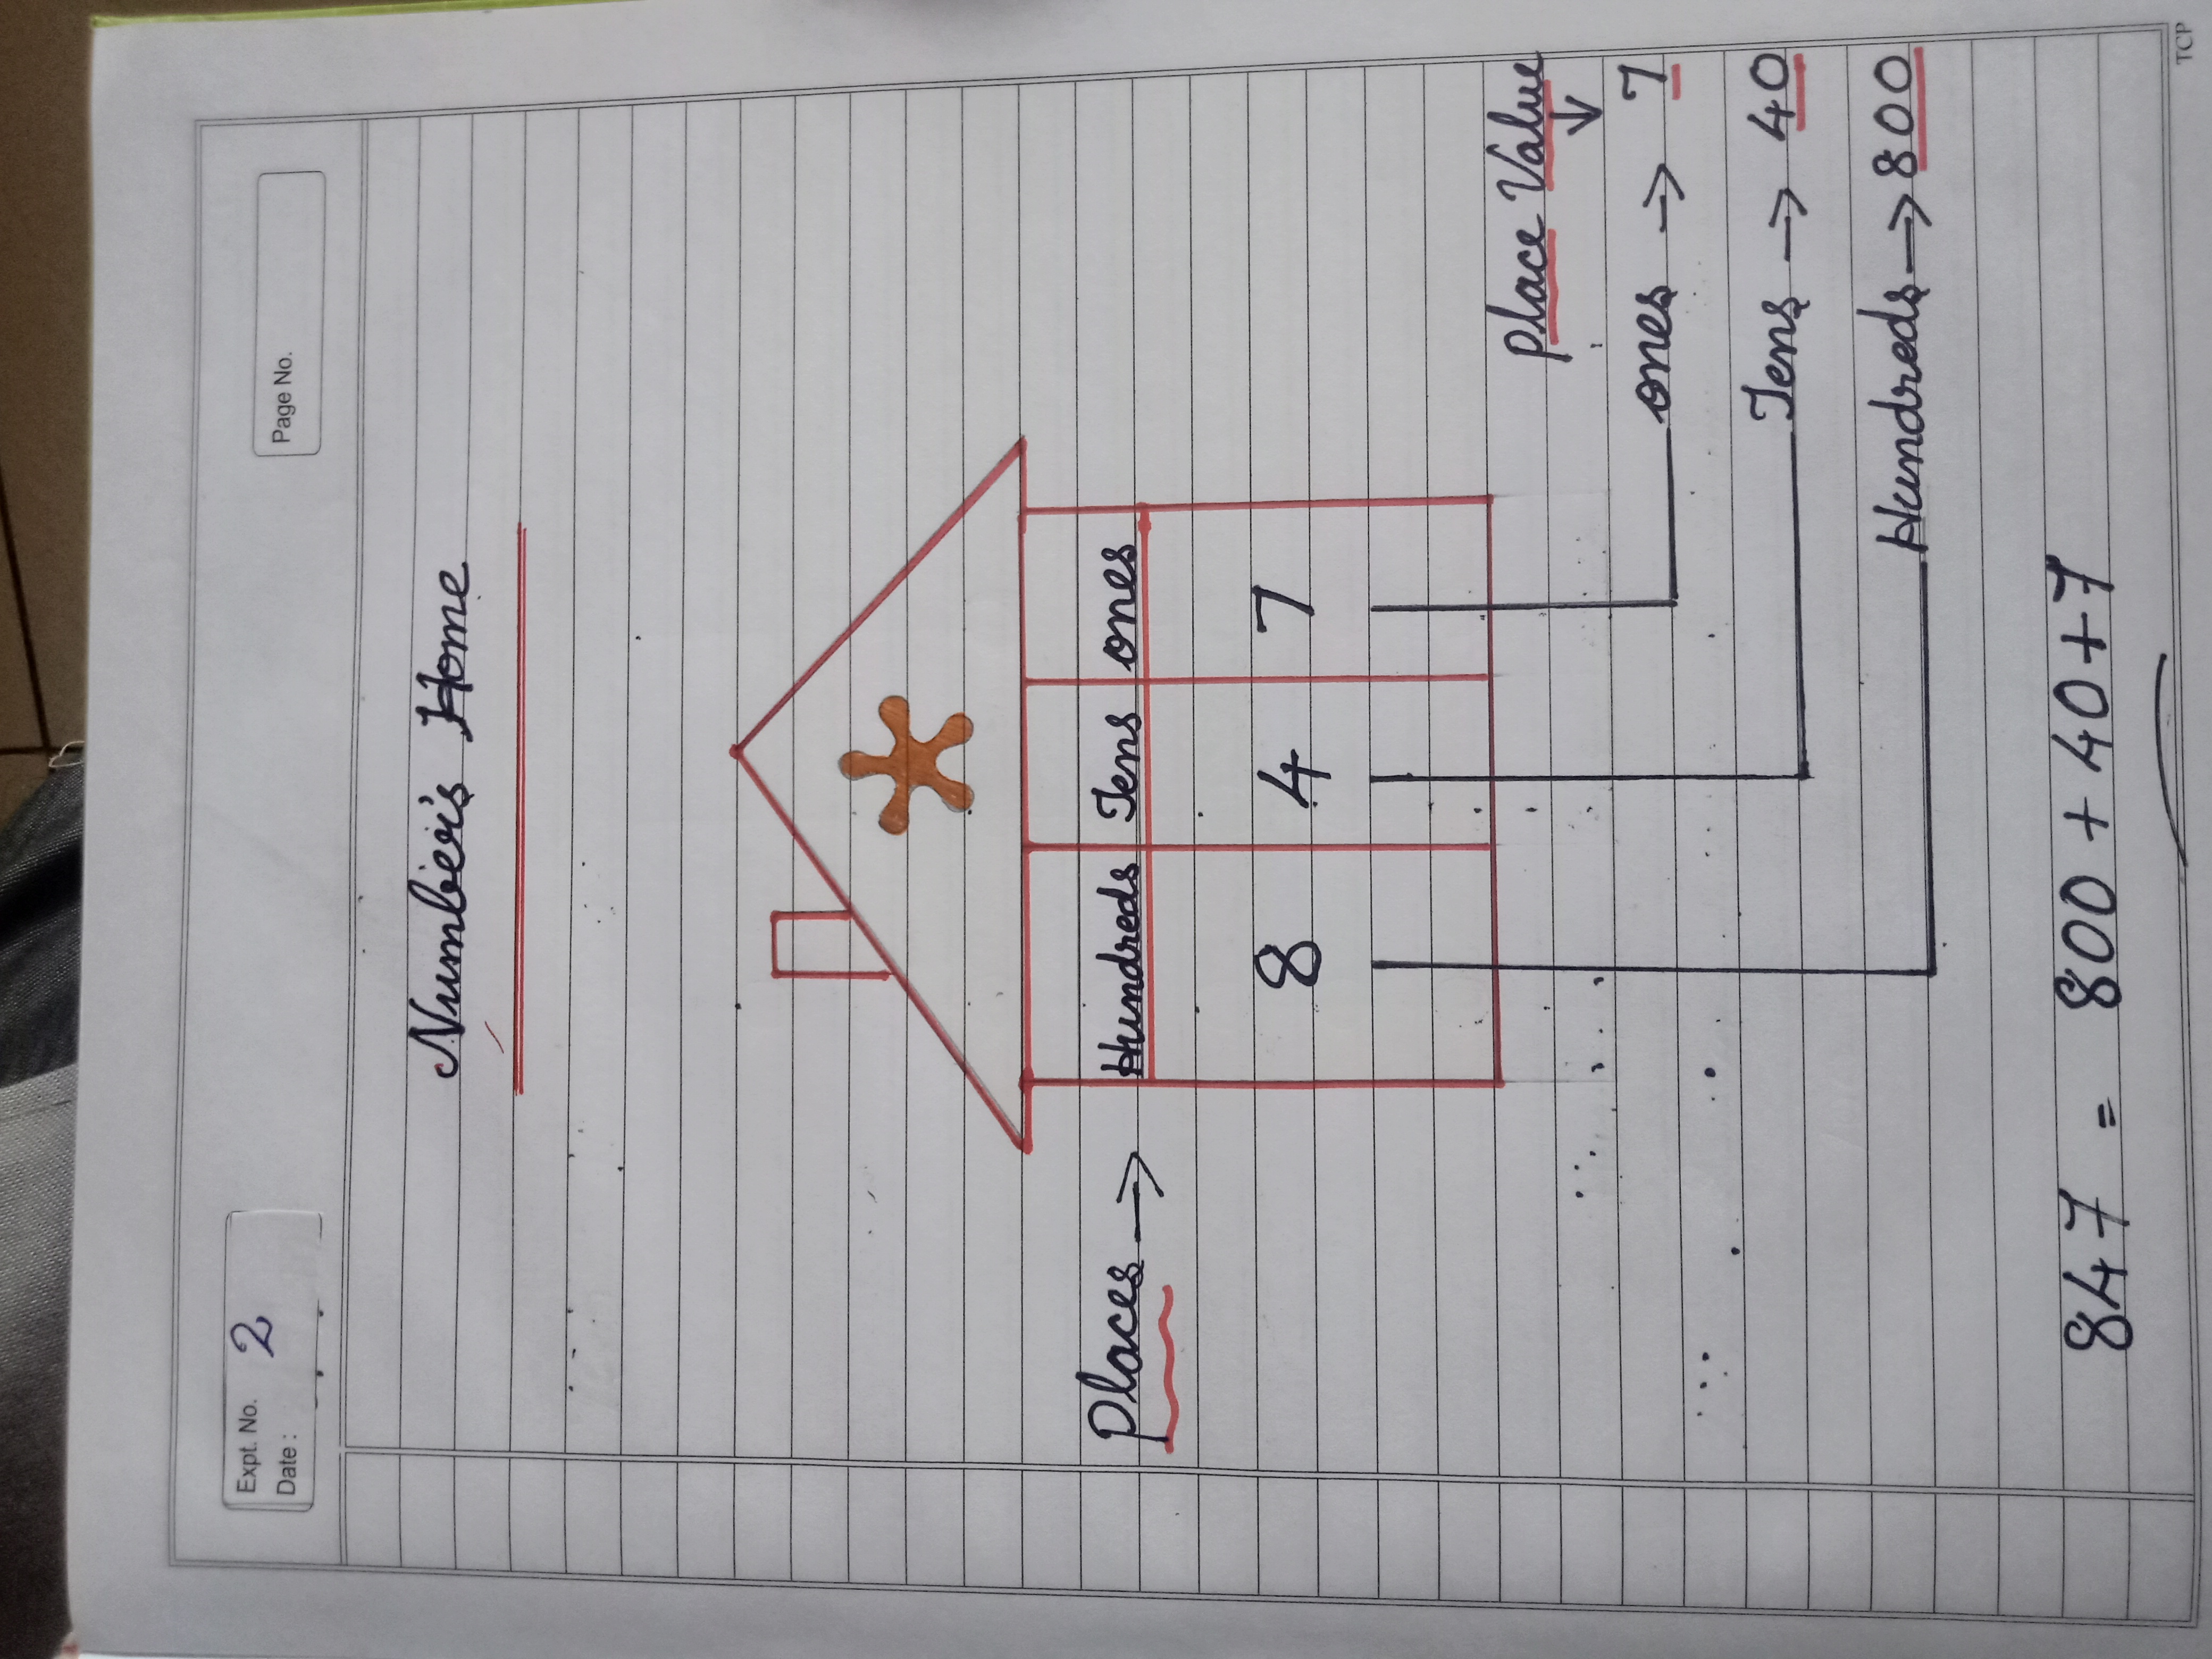 Expt. No. 2
Date :
Page No.
Number's Home
Places → Hundreds Tens ones
8 4 7
place Value
↓
ones → 7
Tens → 40
Hundreds → 800
847 = 800 + 40 + 7
TCP